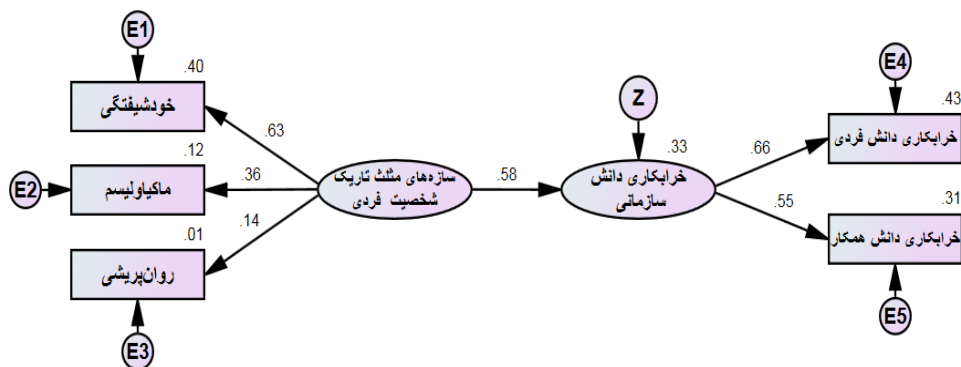 E1
.40
خودشیفتگی
.63
E2
.12
ماکیاولیسم
.36
.01
روان‌پریشی
.14
E3
سازه‌های مثلث تاریک
شخصیت فردی
.58
Z
.33
خرابکاری دانش
سازمانی
.66
.55
E4
.43
خرابکاری دانش فردی
.31
خرابکاری دانش همکار
E5